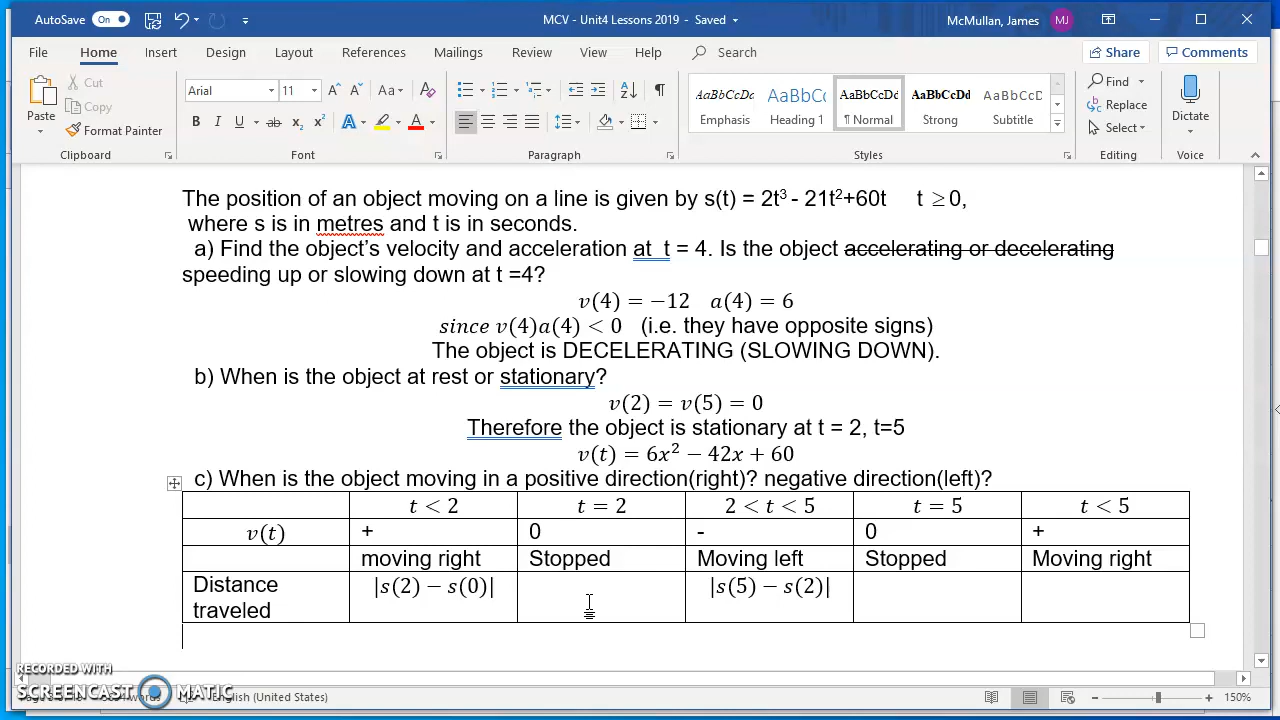 AutoSave On MCV - Unit4 Lessons 2019 - Saved McMullan, James MJ
File Home Insert Design Layout References Mailings Review View Help Search Share Comments
Paste Cut Copy Format Painter
Arial 11 Aa A
B I U ab x₂ x² A A
AaBbCcDd AaBbC AaBbCcDd AaBbCcDd AaBbCcDd
Emphasis Heading 1 ¶ Normal Strong Subtitle
Find Replace Select Dictate
Clipboard Font Paragraph Styles Editing Voice
The position of an object moving on a line is given by s(t) = 2t³ - 21t²+60t t ≥ 0,
where s is in metres and t is in seconds.
a) Find the object's velocity and acceleration at t = 4. Is the object accelerating or decelerating
speeding up or slowing down at t =4?
v(4) = −12 a(4) = 6
since v(4)a(4) < 0 (i.e. they have opposite signs)
The object is DECELERATING (SLOWING DOWN).
b) When is the object at rest or stationary?
v(2) = v(5) = 0
Therefore the object is stationary at t = 2, t=5
v(t) = 6x² − 42x + 60
c) When is the object moving in a positive direction(right)? negative direction(left)?
t < 2 t = 2 2 < t < 5 t = 5 t < 5
v(t) + 0 - 0 +
moving right Stopped Moving left Stopped Moving right
Distance traveled |s(2) − s(0)| |s(5) − s(2)|
RECORDED WITH
SCREENCAST MATIC
words English (United States) 150%